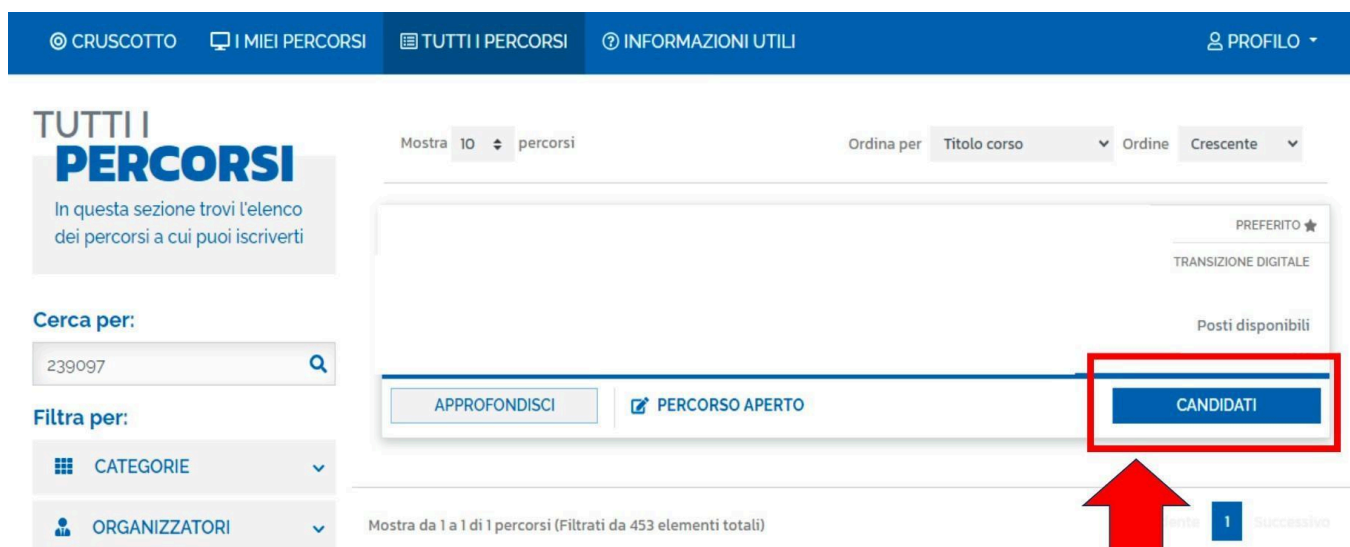 CRUSCOTTO I MIEI PERCORSI TUTTI I PERCORSI INFORMAZIONI UTILI PROFILO
TUTTI I
PERCORSI
In questa sezione trovi l'elenco
dei percorsi a cui puoi iscriverti
Cerca per:
239097
Filtra per:
CATEGORIE
ORGANIZZATORI
Mostra 10 percorsi Ordina per Titolo corso Ordine Crescente
PREFERITO
TRANSIZIONE DIGITALE
Posti disponibili
APPROFONDISCI PERCORSO APERTO CANDIDATI
Mostra da 1 a 1 di 1 percorsi (Filtrati da 453 elementi totali) 1 Successivo